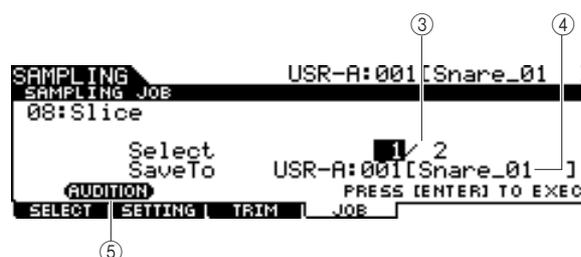 ③ ④
SAMPLING USR-A:001[Snare_01
SAMPLING JOB
08:Slice
Select 1/ 2
SaveTo USR-A:001[Snare_01 ]
AUDITION PRESS [ENTER] TO EXEC
SELECT SETTING TRIM JOB
⑤